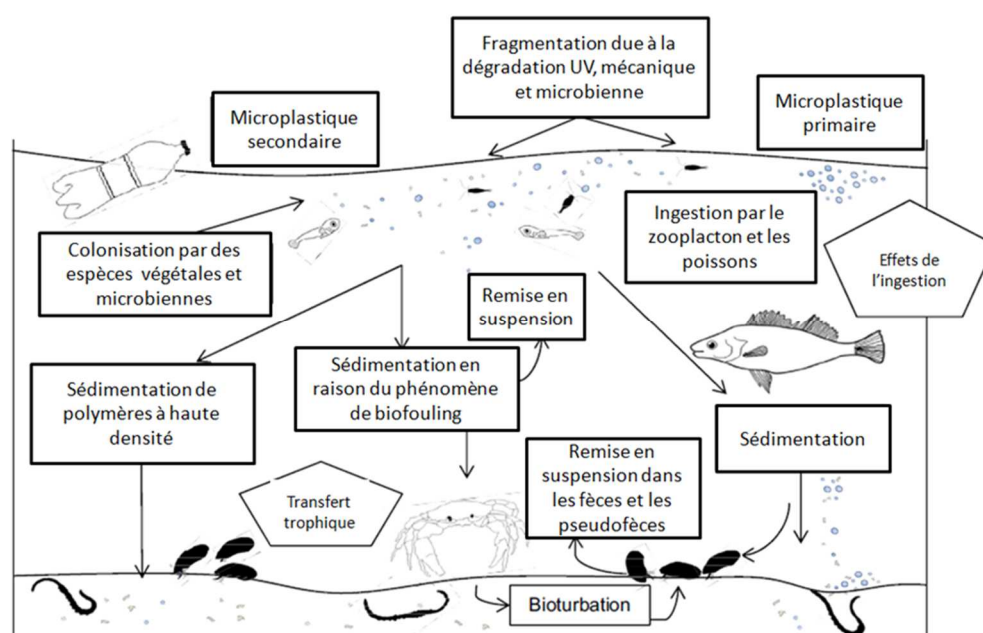 Fragmentation due à la
dégradation UV, mécanique
et microbienne
Microplastique
secondaire
Microplastique
primaire
Colonisation par des
espèces végétales et
microbiennes
Ingestion par le
zooplacton et les
poissons
Effets de
l'ingestion
Remise en
suspension
Sédimentation de
polymères à haute
densité
Sédimentation en
raison du phénomène
de biofouling
Sédimentation
Remise en
suspension dans
les fèces et les
pseudofèces
Transfert
trophique
Bioturbation